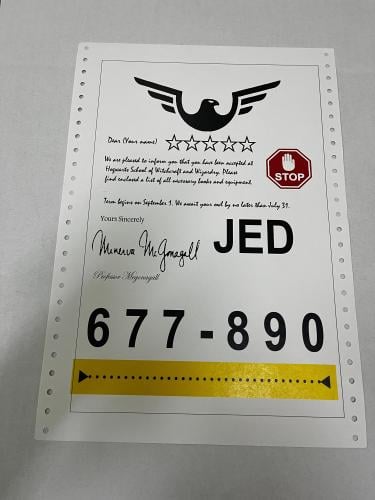 Dear (Your name)
We are pleased to inform you that you have been accepted at
Hogwarts School of Witchcraft and Wizardry. Please
find enclosed a list of all necessary books and equipment.
STOP
Term begins on September 1. We await your owl by no later than July 31.
Yours Sincerely
JED
Minerva McGonagall
Professor Mcgonagall
677-890